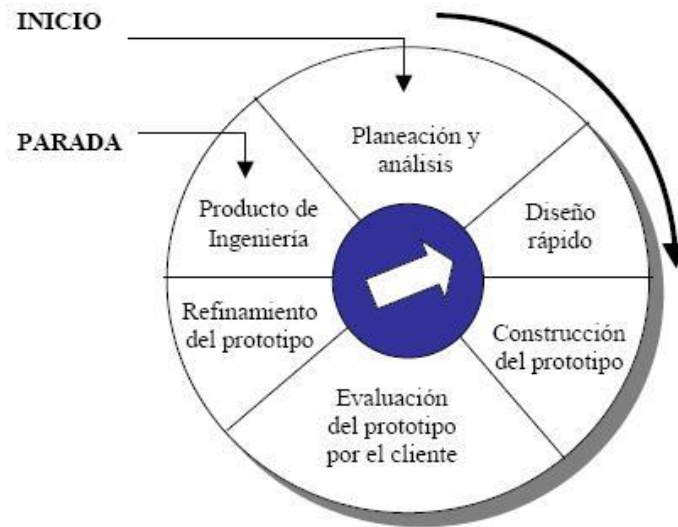 INICIO
PARADA
Planeación y
análisis
Diseño
rápido
Construcción
del prototipo
Evaluación
del prototipo
por el cliente
Refinamiento
del prototipo
Producto de
Ingeniería